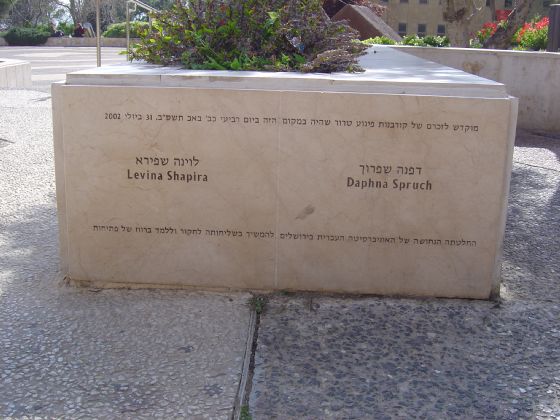 מוקדש לזכרם של קורבנות פיגוע טרור שהיה במקום הזה ביום רביעי כב' באב תשס"ב, 31 ביולי 2002
לוינה שפירא
Levina Shapira
דפנה שפרוך
Daphna Spruch
החלטתה הנחושה של האוניברסיטה העברית בירושלים להמשיך בשליחותה לחקור וללמד ברוח של פתיחות